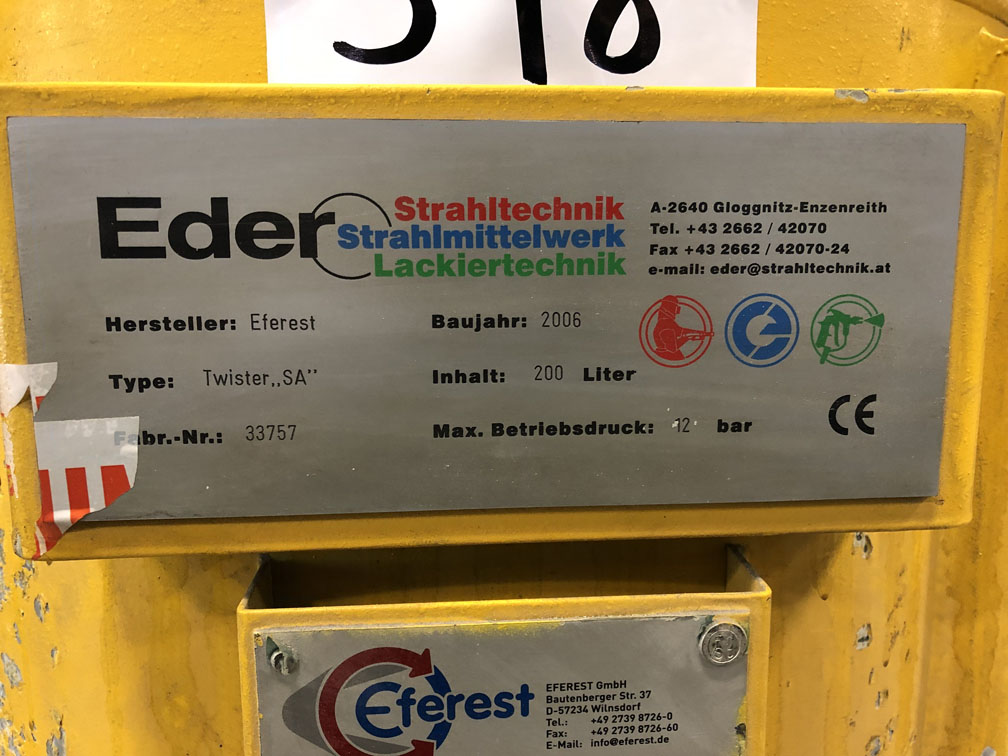 Eder
Strahltechnik
Strahlmittelwerk
Lackiertechnik
A-2640 Gloggnitz-Enzenreith
Tel. +43 2662 / 42070
Fax +43 2662 / 42070-24
e-mail: eder@strahltechnik.at
Hersteller: Eferest
Baujahr: 2006
Type: Twister„SA”
Inhalt: 200 Liter
Fabr.-Nr.: 33757
Max. Betriebsdruck: 12 bar
CE
Eferest
EFEREST GmbH
Bautenberger Str. 37
D-57234 Wilnsdorf
Tel.: +49 2739 8726-0
Fax: +49 2739 8726-60
E-Mail: info@eferest.de